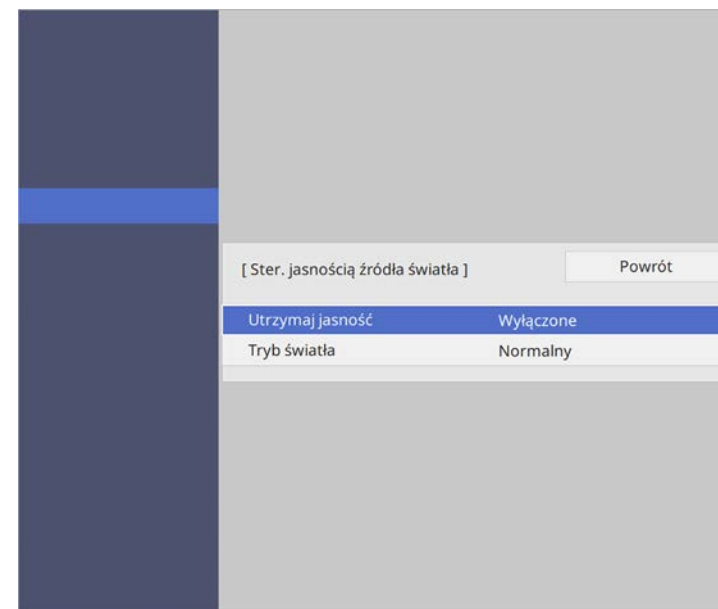 [ Ster. jasnością źródła światła ] Powrót
Utrzymaj jasność Wyłączone
Tryb światła Normalny